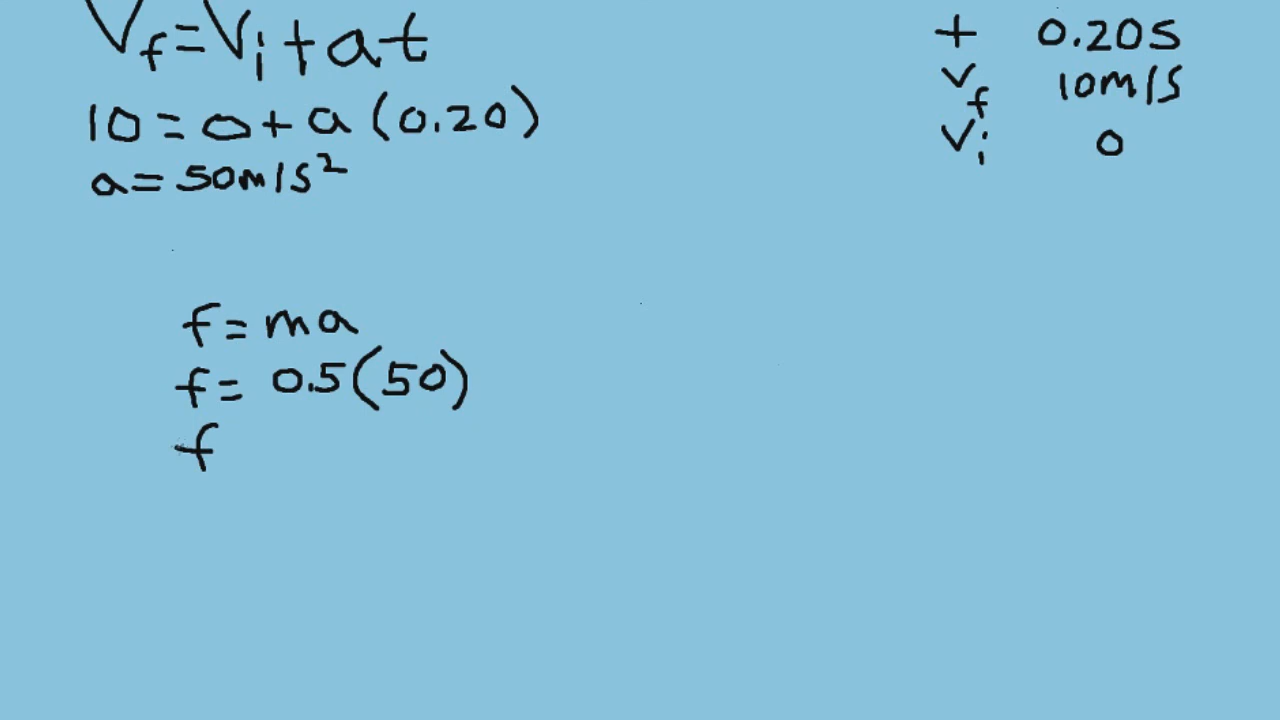 Vf=Vi+at
10=0+a(0.20)
a=50m/s²
t 0.20s
Vf 10m/s
Vi 0
f=ma
f=0.5(50)
f